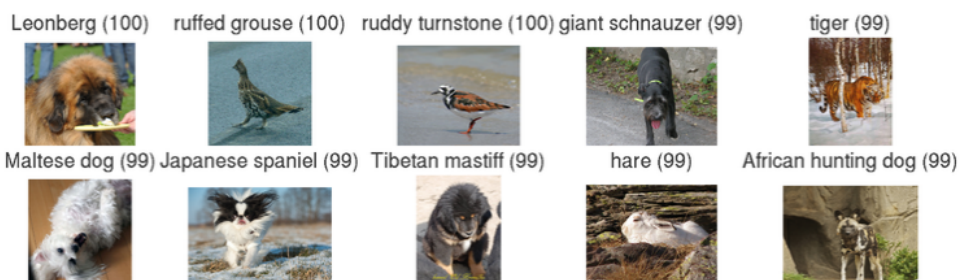 Leonberg (100) ruffed grouse (100) ruddy turnstone (100) giant schnauzer (99) tiger (99)
Maltese dog (99) Japanese spaniel (99) Tibetan mastiff (99) hare (99) African hunting dog (99)